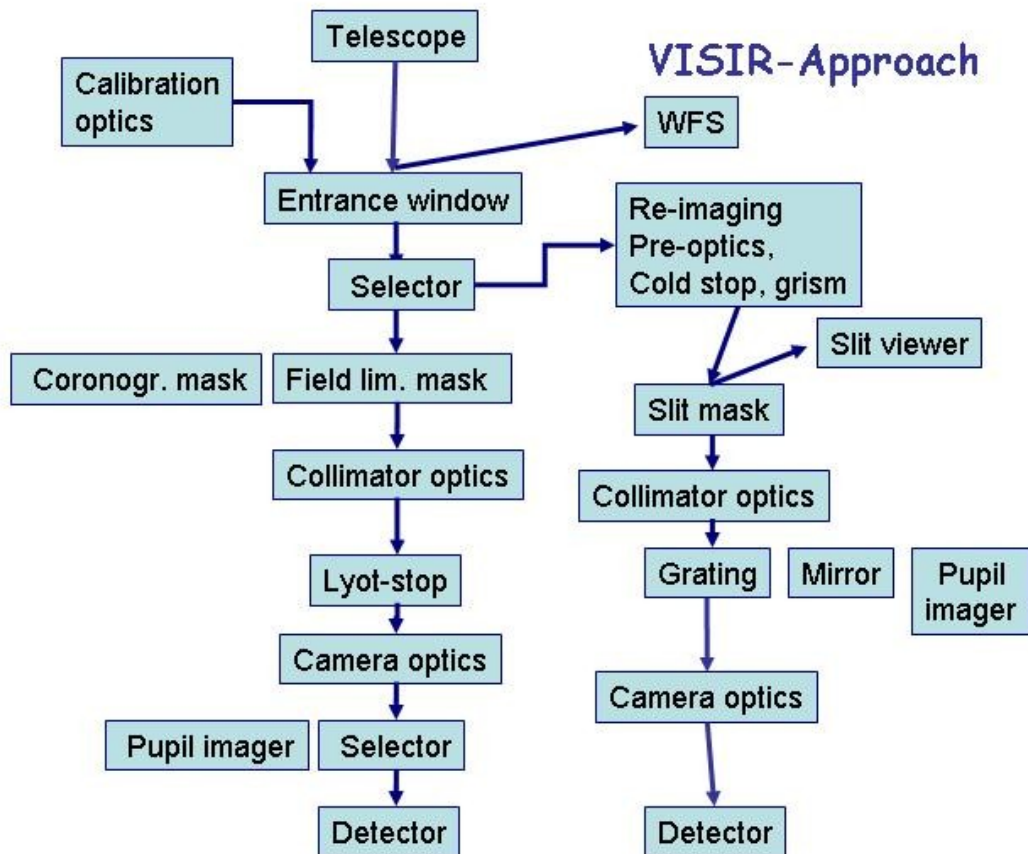 Telescope
VISIR-Approach
Calibration
optics
WFS
Entrance window
Re-imaging
Pre-optics,
Cold stop, grism
Selector
Slit viewer
Coronogr. mask
Field lim. mask
Slit mask
Collimator optics
Collimator optics
Lyot-stop
Grating
Mirror
Pupil
imager
Camera optics
Camera optics
Pupil imager
Selector
Detector
Detector